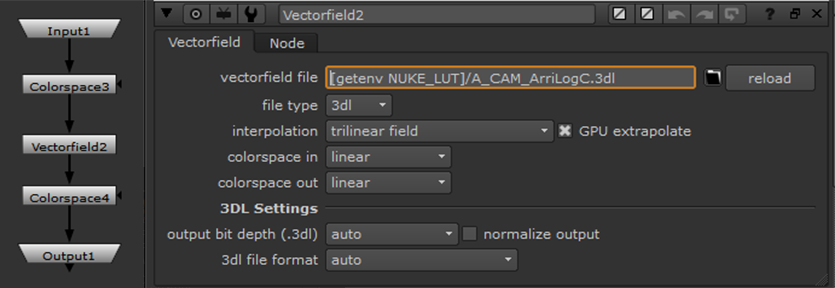 Input1
Colorspace3
Vectorfield2
Colorspace4
Output1
Vectorfield2
?
Vectorfield Node
vectorfield file [getenv NUKE_LUT]/A_CAM_ArriLogC.3dl reload
file type 3dl
interpolation trilinear field GPU extrapolate
colorspace in linear
colorspace out linear
3DL Settings
output bit depth (.3dl) auto normalize output
3dl file format auto